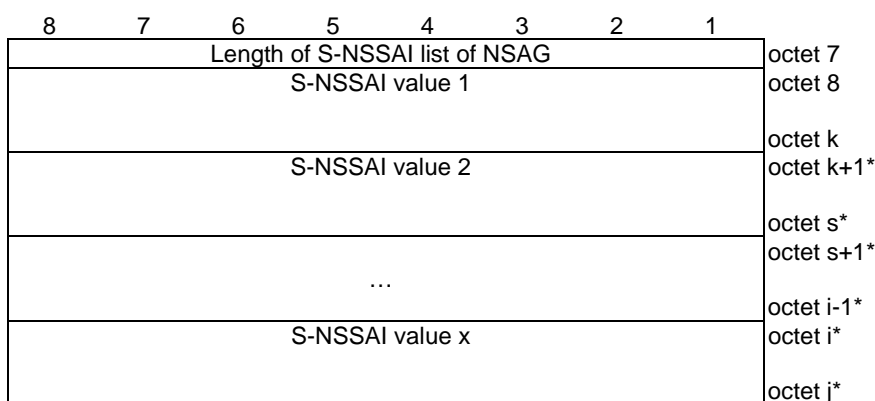 8 7 6 5 4 3 2 1
Length of S-NSSAI list of NSAG octet 7
S-NSSAI value 1 octet 8
octet k
S-NSSAI value 2 octet k+1*
octet s*
octet s+1*
…
octet i-1*
S-NSSAI value x octet i*
octet j*